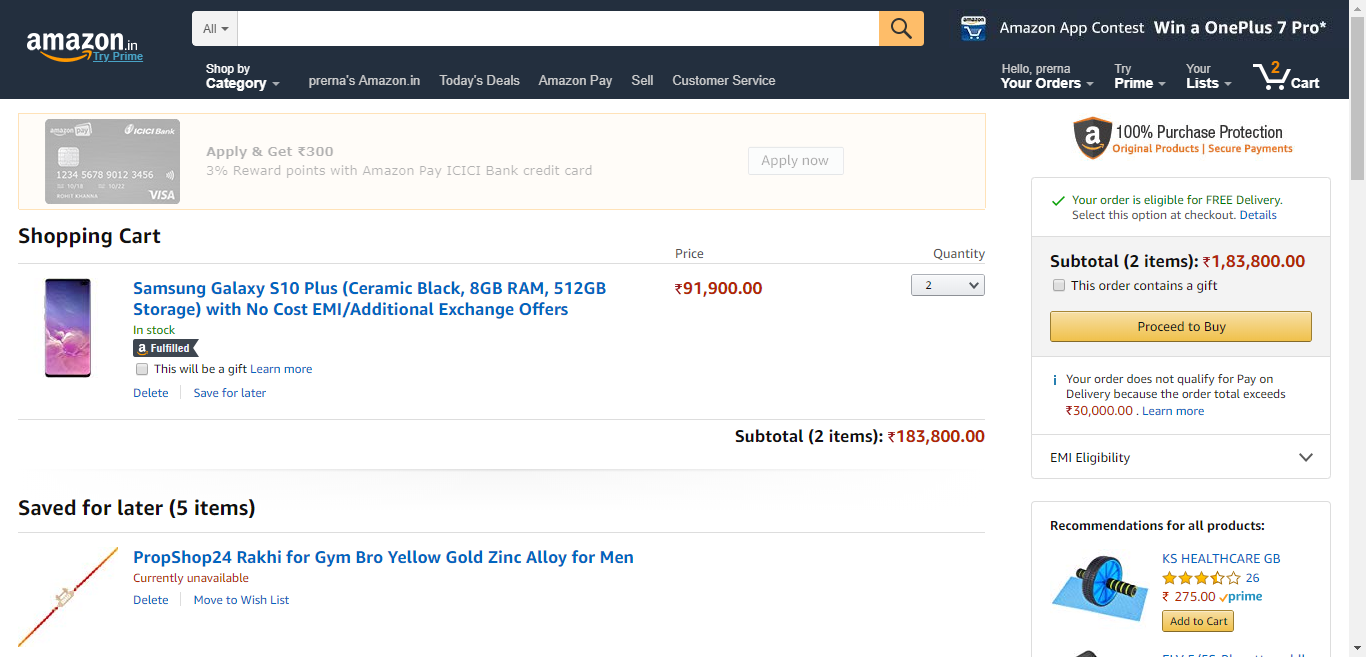 amazon.in
Try Prime
All
amazon
Amazon App Contest Win a OnePlus 7 Pro*
Shop by
Category
prerna's Amazon.in Today's Deals Amazon Pay Sell Customer Service
Hello, prerna
Your Orders
Try
Prime
Your
Lists
2
Cart
amazon pay ICICI Bank
1234 5678 9012 3456
02 10/18 02 10/22
ROHIT KHANNA
VISA
Apply & Get ₹300
3% Reward points with Amazon Pay ICICI Bank credit card
Apply now
a 100% Purchase Protection
Original Products | Secure Payments
Shopping Cart
Price Quantity
Samsung Galaxy S10 Plus (Ceramic Black, 8GB RAM, 512GB
Storage) with No Cost EMI/Additional Exchange Offers
₹91,900.00
2
In stock
a Fulfilled
This will be a gift Learn more
Delete Save for later
Subtotal (2 items): ₹183,800.00
Your order is eligible for FREE Delivery.
Select this option at checkout. Details
Subtotal (2 items): ₹1,83,800.00
This order contains a gift
Proceed to Buy
i Your order does not qualify for Pay on
Delivery because the order total exceeds
₹30,000.00 . Learn more
EMI Eligibility
Saved for later (5 items)
PropShop24 Rakhi for Gym Bro Yellow Gold Zinc Alloy for Men
Currently unavailable
Delete Move to Wish List
Recommendations for all products:
KS HEALTHCARE GB
26
₹ 275.00 prime
Add to Cart